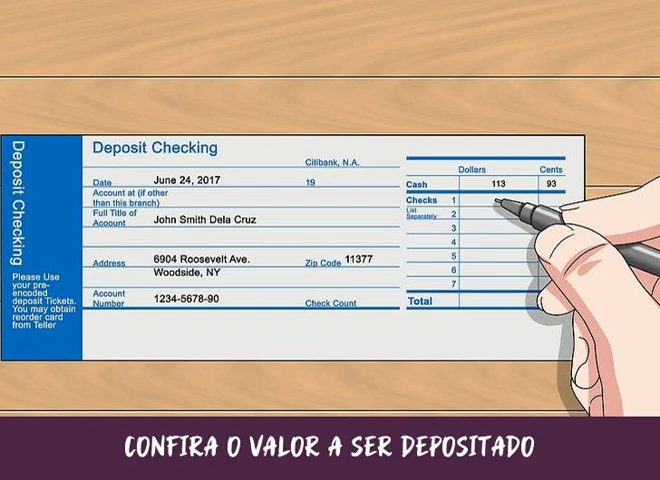 Deposit Checking
Please Use
your pre-
encoded
deposit Tickets.
You may obtain
reorder card
from Teller
Deposit Checking
Citibank, N.A.
Date June 24, 2017 19
Account at (if other
than this branch)
Full Title of
Account John Smith Dela Cruz
Address 6904 Roosevelt Ave. Zip Code 11377
Woodside, NY
Account
Number 1234-5678-90 Check Count
Dollars Cents
Cash 113 93
Checks 1
List
Separately 2
3
4
5
6
7
Total
CONFIRA O VALOR A SER DEPOSITADO